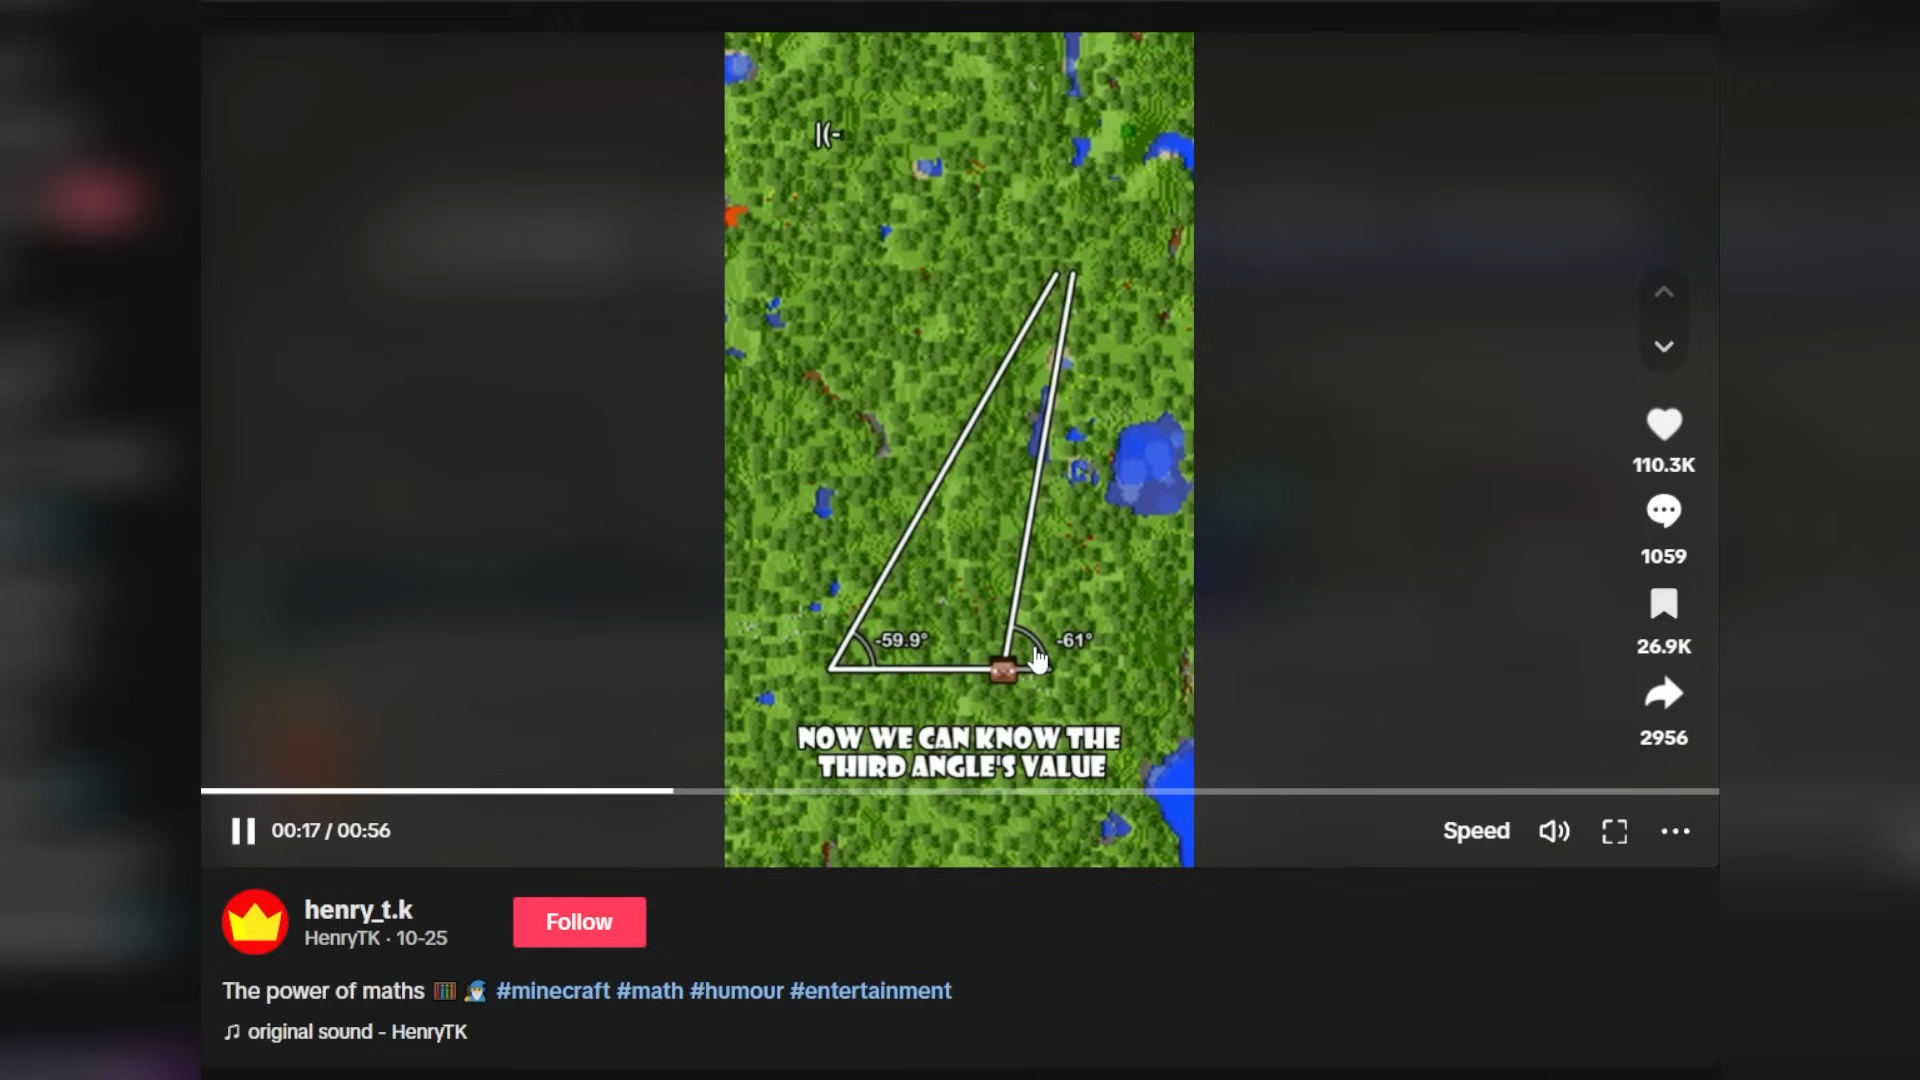 |(-
-59.9°
-61°
NOW WE CAN KNOW THE
THIRD ANGLE'S VALUE
110.3K
1059
26.9K
2956
00:17 / 00:56
Speed
henry_t.k
HenryTK · 10-25
Follow
The power of maths 🧮 🧙‍♂️ #minecraft #math #humour #entertainment
♫ original sound - HenryTK